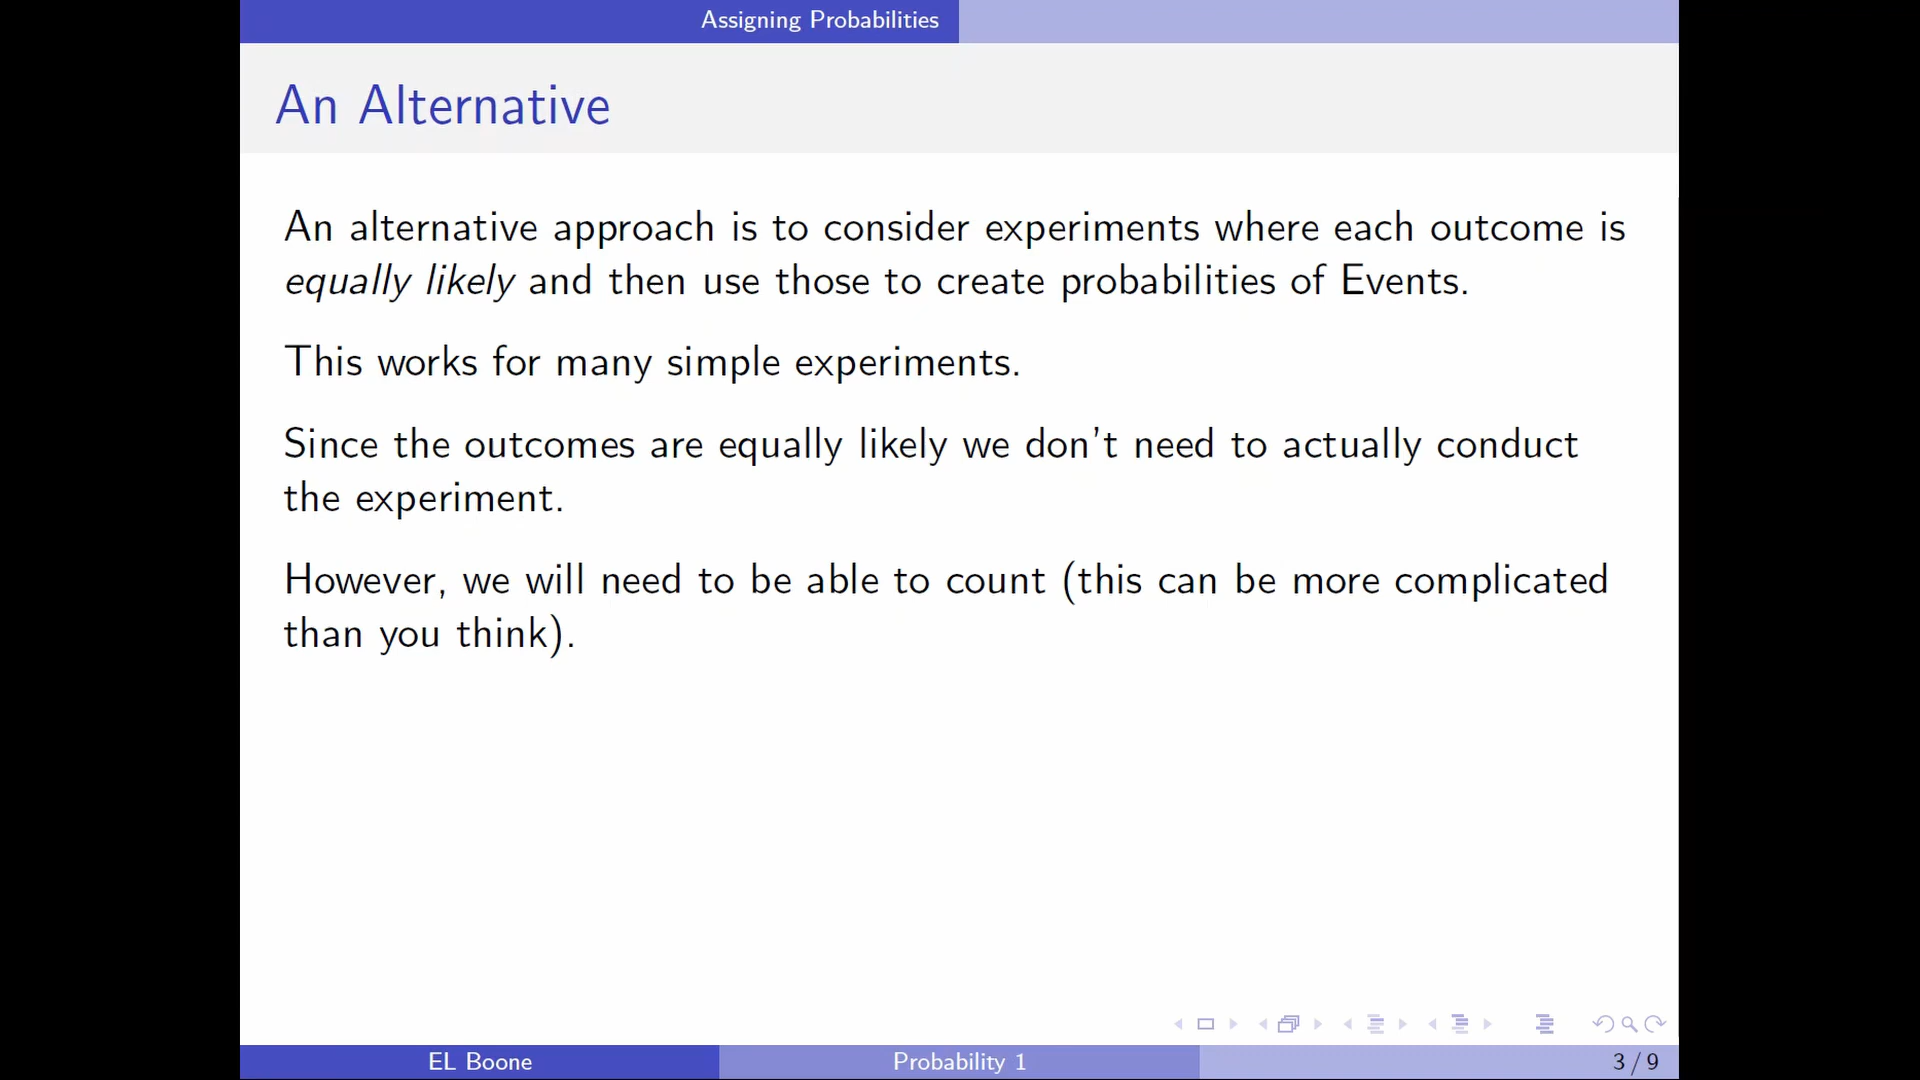 Assigning Probabilities
An Alternative
An alternative approach is to consider experiments where each outcome is
equally likely and then use those to create probabilities of Events.
This works for many simple experiments.
Since the outcomes are equally likely we don't need to actually conduct
the experiment.
However, we will need to be able to count (this can be more complicated
than you think).
EL Boone
Probability 1
3 / 9